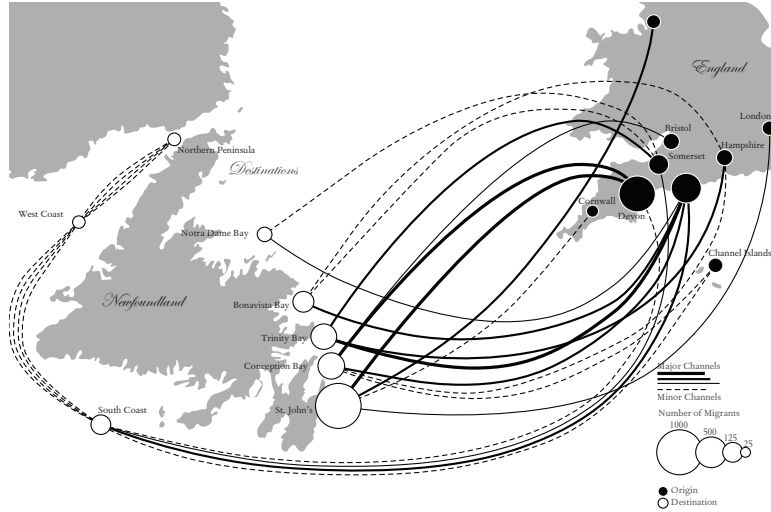 England
London
Bristol
Hampshire
Northern Peninsula
Somerset
Destinations
Cornwall
West Coast
Devon
Notra Dame Bay
Channel Islands
Newfoundland
Bonavista Bay
Trinity Bay
Conception Bay
Major Channels
Minor Channels
South Coast
St. John's
Number of Migrants
1000
500
125
25
Origin
Destination